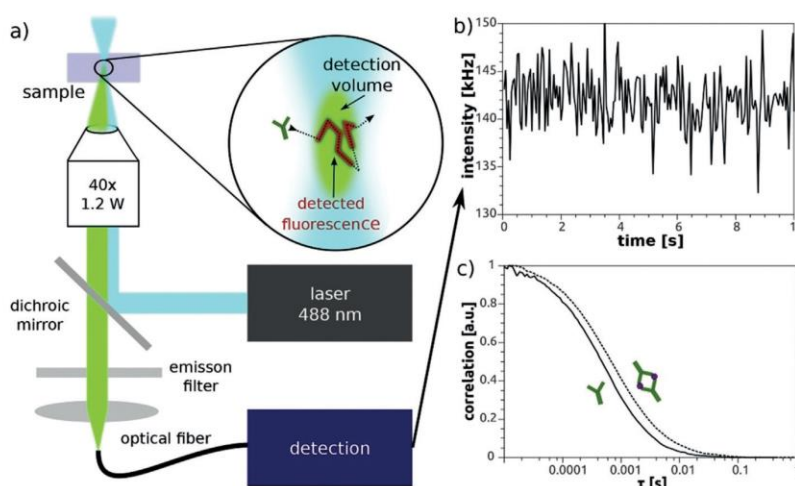 a)
sample
40x
1.2 W
dichroic
mirror
emisson
filter
optical fiber
detection
volume
detected
fluorescence
laser
488 nm
detection
b)
150
145
140
135
130
intensity [kHz]
0 2 4 6 8 10
time [s]
c)
1
0.8
0.6
0.4
0.2
0
correlation [a.u.]
0.0001 0.001 0.01 0.1
τ [s]